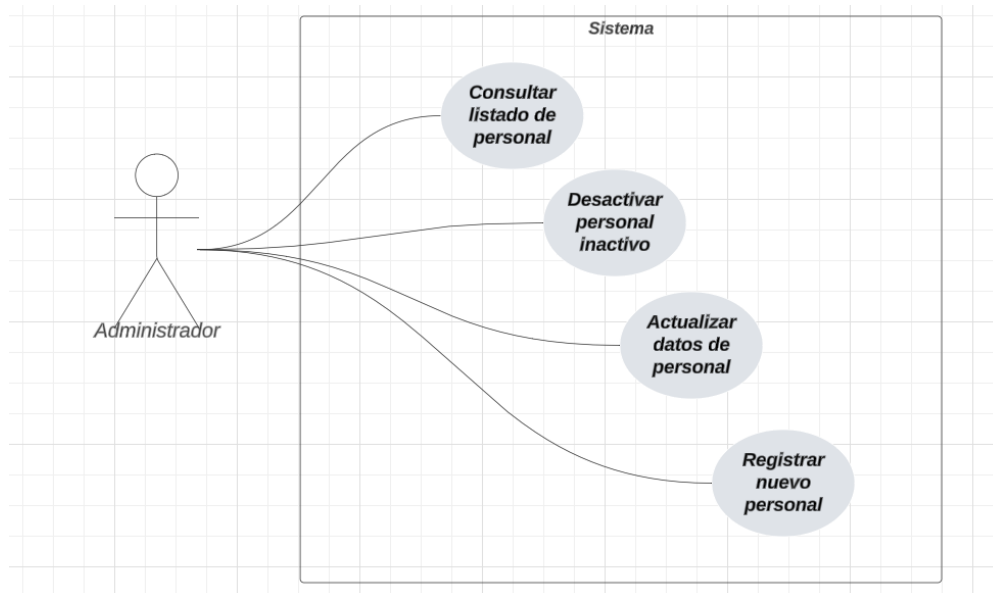 Sistema
Consultar
listado de
personal
Desactivar
personal
inactivo
Actualizar
datos de
personal
Administrador
Registrar
nuevo
personal